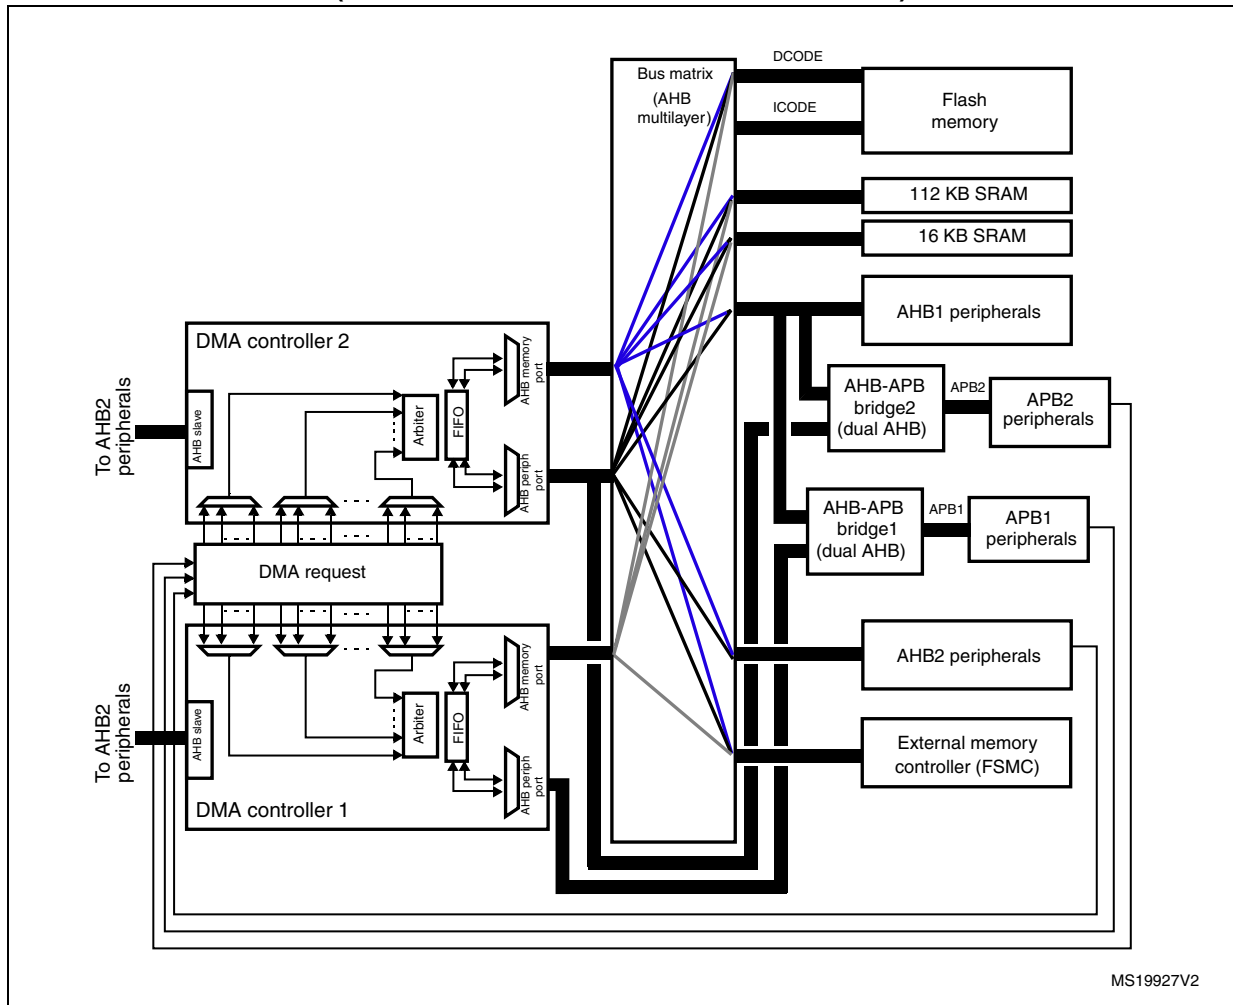 Bus matrix
(AHB
multilayer)
DCODE
ICODE
Flash
memory
112 KB SRAM
16 KB SRAM
AHB1 peripherals
DMA controller 2
To AHB2
peripherals
AHB slave
Arbiter
FIFO
AHB memory
port
AHB periph
port
AHB-APB
bridge2
(dual AHB)
APB2
APB2
peripherals
AHB-APB
bridge1
(dual AHB)
APB1
APB1
peripherals
DMA request
To AHB2
peripherals
AHB slave
Arbiter
FIFO
AHB memory
port
AHB periph
port
DMA controller 1
AHB2 peripherals
External memory
controller (FSMC)
MS19927V2